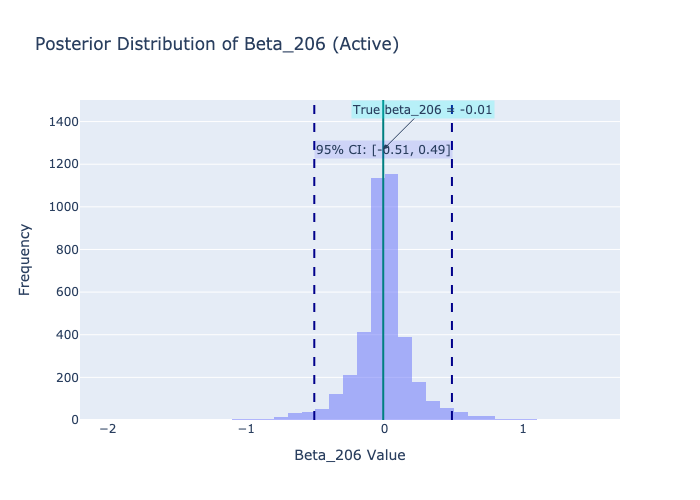 Posterior Distribution of Beta_206 (Active)
True beta_206 = -0.01
95% CI: [-0.51, 0.49]
1400
1200
1000
800
600
400
200
0
Frequency
−2
−1
0
1
Beta_206 Value